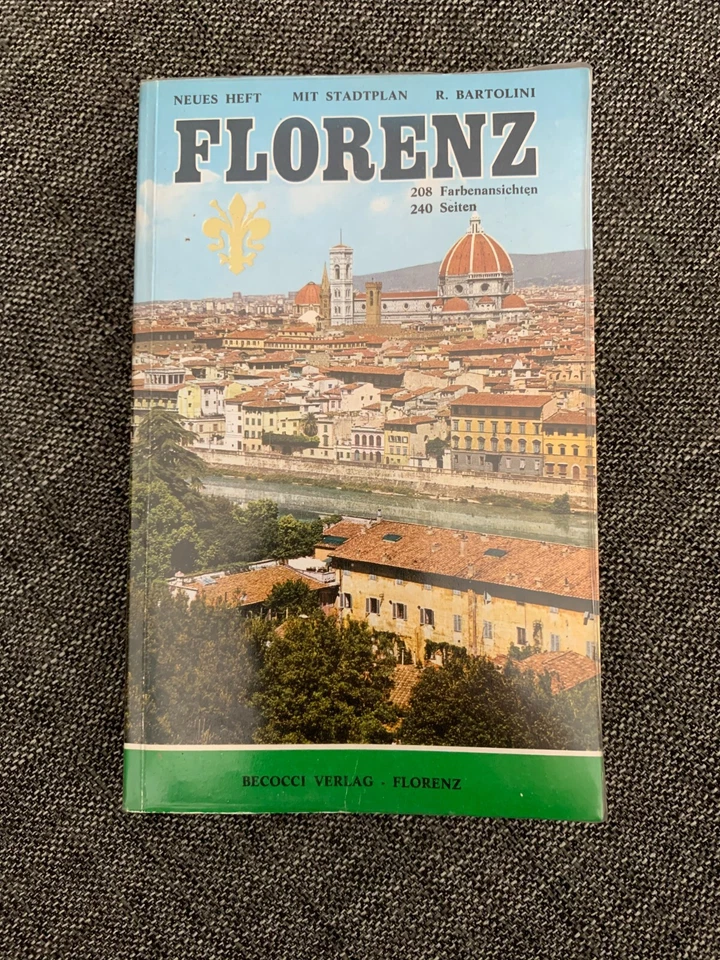 NEUES HEFT MIT STADTPLAN R. BARTOLINI
FLORENZ
208 Farbenansichten
240 Seiten
BECOCCI VERLAG - FLORENZ